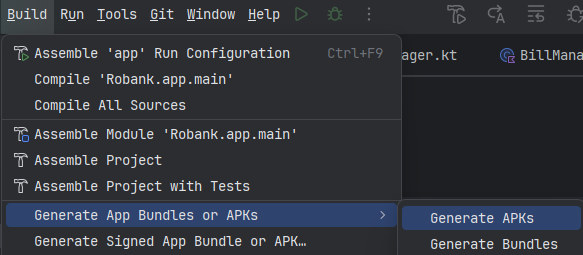 Build Run Tools Git Window Help
Assemble 'app' Run Configuration Ctrl+F9
ager.kt BillMana
Compile 'Robank.app.main'
Compile All Sources
Assemble Module 'Robank.app.main'
Assemble Project
Assemble Project with Tests
Generate App Bundles or APKs
Generate APKs
Generate Signed App Bundle or APK…
Generate Bundles